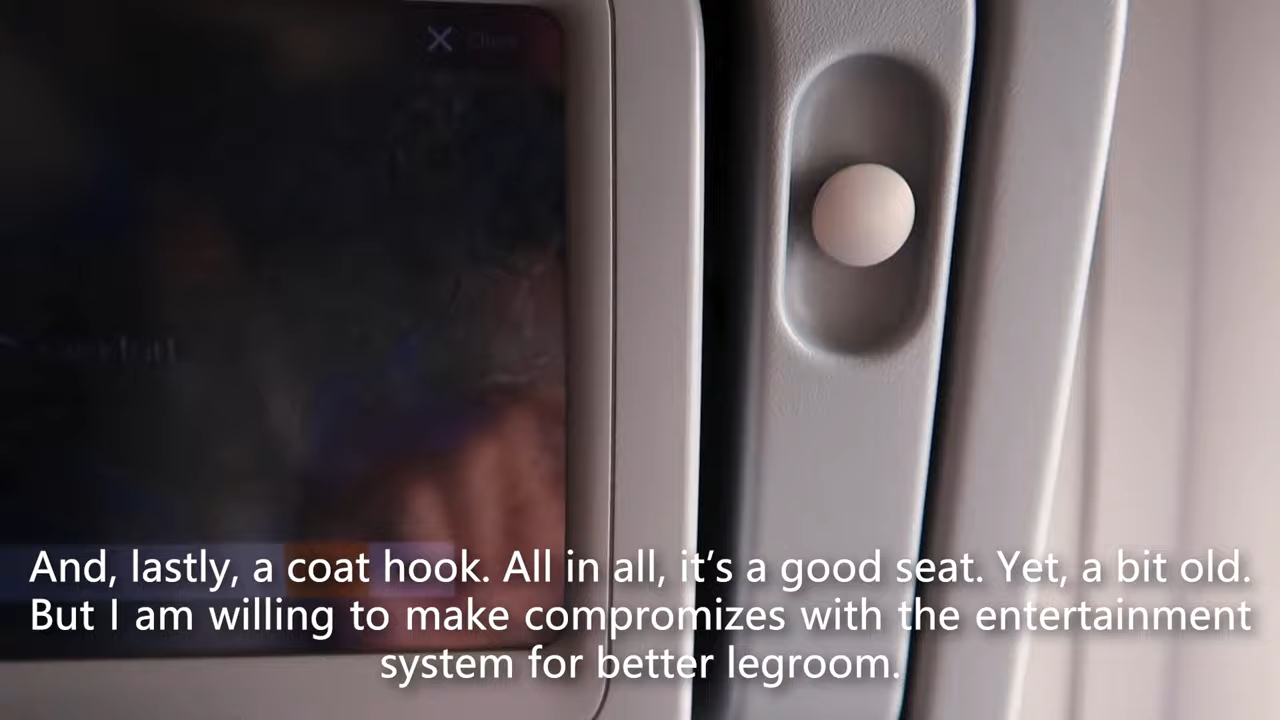 Close
And, lastly, a coat hook. All in all, it’s a good seat. Yet, a bit old.
But I am willing to make compromizes with the entertainment
system for better legroom.